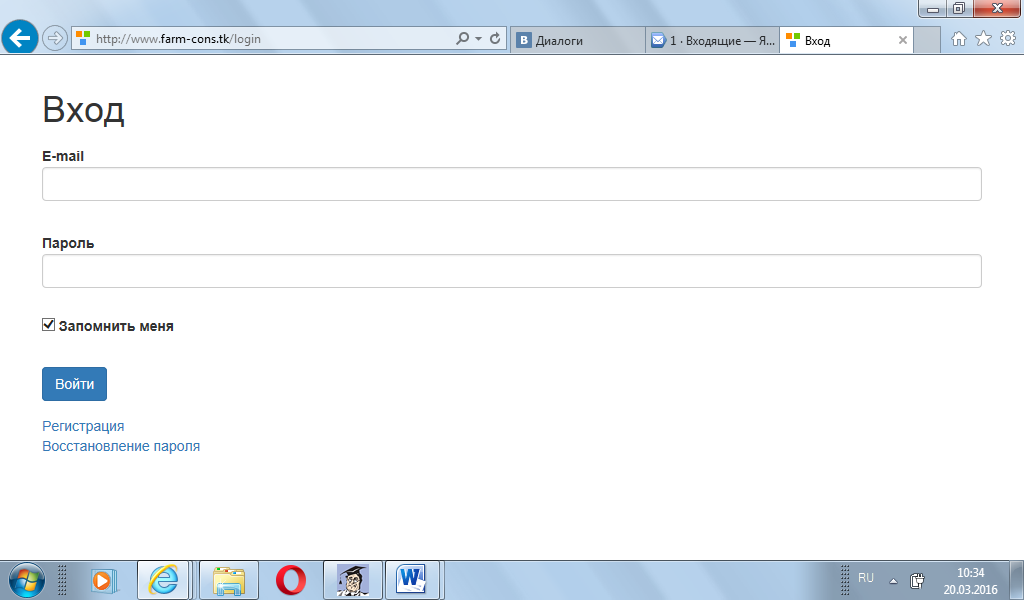 http://www.farm-cons.tk/login
Диалоги
1 · Входящие — Я...
Вход
Вход
E-mail
Пароль
Запомнить меня
Войти
Регистрация
Восстановление пароля
RU
10:34
20.03.2016